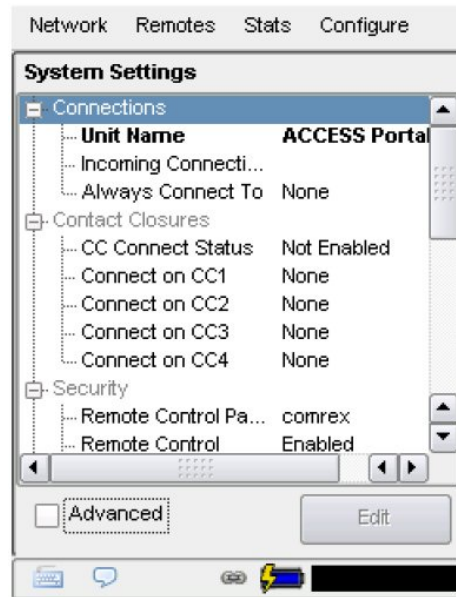 Network Remotes Stats Configure
System Settings
Connections
Unit Name ACCESS Portal
Incoming Connecti...
Always Connect To None
Contact Closures
CC Connect Status Not Enabled
Connect on CC1 None
Connect on CC2 None
Connect on CC3 None
Connect on CC4 None
Security
Remote Control Pa... comrex
Remote Control Enabled
Advanced Edit